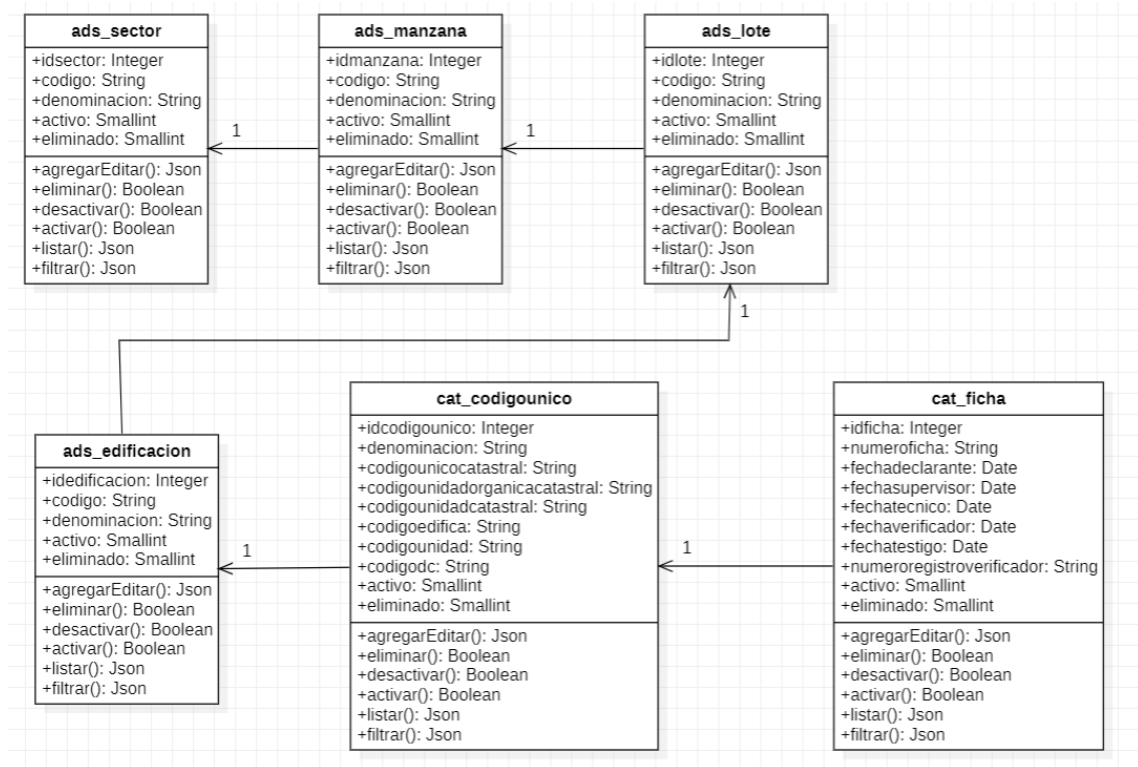 ads_sector
+idsector: Integer
+codigo: String
+denominacion: String
+activo: Smallint
+eliminado: Smallint
+agregarEditar(): Json
+eliminar(): Boolean
+desactivar(): Boolean
+activar(): Boolean
+listar(): Json
+filtrar(): Json
1
ads_manzana
+idmanzana: Integer
+codigo: String
+denominacion: String
+activo: Smallint
+eliminado: Smallint
+agregarEditar(): Json
+eliminar(): Boolean
+desactivar(): Boolean
+activar(): Boolean
+listar(): Json
+filtrar(): Json
1
ads_lote
+idlote: Integer
+codigo: String
+denominacion: String
+activo: Smallint
+eliminado: Smallint
+agregarEditar(): Json
+eliminar(): Boolean
+desactivar(): Boolean
+activar(): Boolean
+listar(): Json
+filtrar(): Json
1
ads_edificacion
+idedificacion: Integer
+codigo: String
+denominacion: String
+activo: Smallint
+eliminado: Smallint
+agregarEditar(): Json
+eliminar(): Boolean
+desactivar(): Boolean
+activar(): Boolean
+listar(): Json
+filtrar(): Json
1
cat_codigounico
+idcodigounico: Integer
+denominacion: String
+codigounicocatastral: String
+codigounidadorganicacatastral: String
+codigounidadcatastral: String
+codigoedifica: String
+codigounidad: String
+codigodc: String
+activo: Smallint
+eliminado: Smallint
+agregarEditar(): Json
+eliminar(): Boolean
+desactivar(): Boolean
+activar(): Boolean
+listar(): Json
+filtrar(): Json
1
cat_ficha
+idficha: Integer
+numeroficha: String
+fechadeclarante: Date
+fechasupervisor: Date
+fechatecnico: Date
+fechaverificador: Date
+fechatestigo: Date
+numeroregistroverificador: String
+activo: Smallint
+eliminado: Smallint
+agregarEditar(): Json
+eliminar(): Boolean
+desactivar(): Boolean
+activar(): Boolean
+listar(): Json
+filtrar(): Json